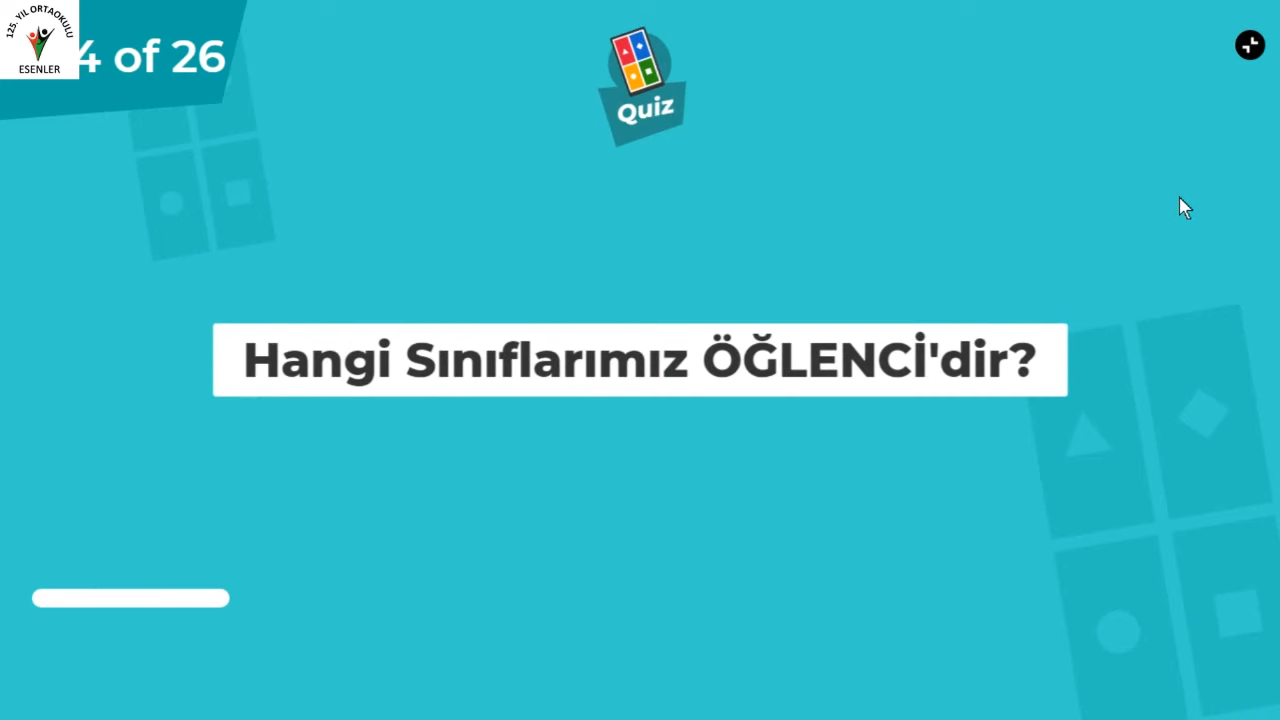 125. YIL ORTAOKULU
ESENLER
4 of 26
Quiz
Hangi Sınıflarımız ÖĞLENCİ'dir?